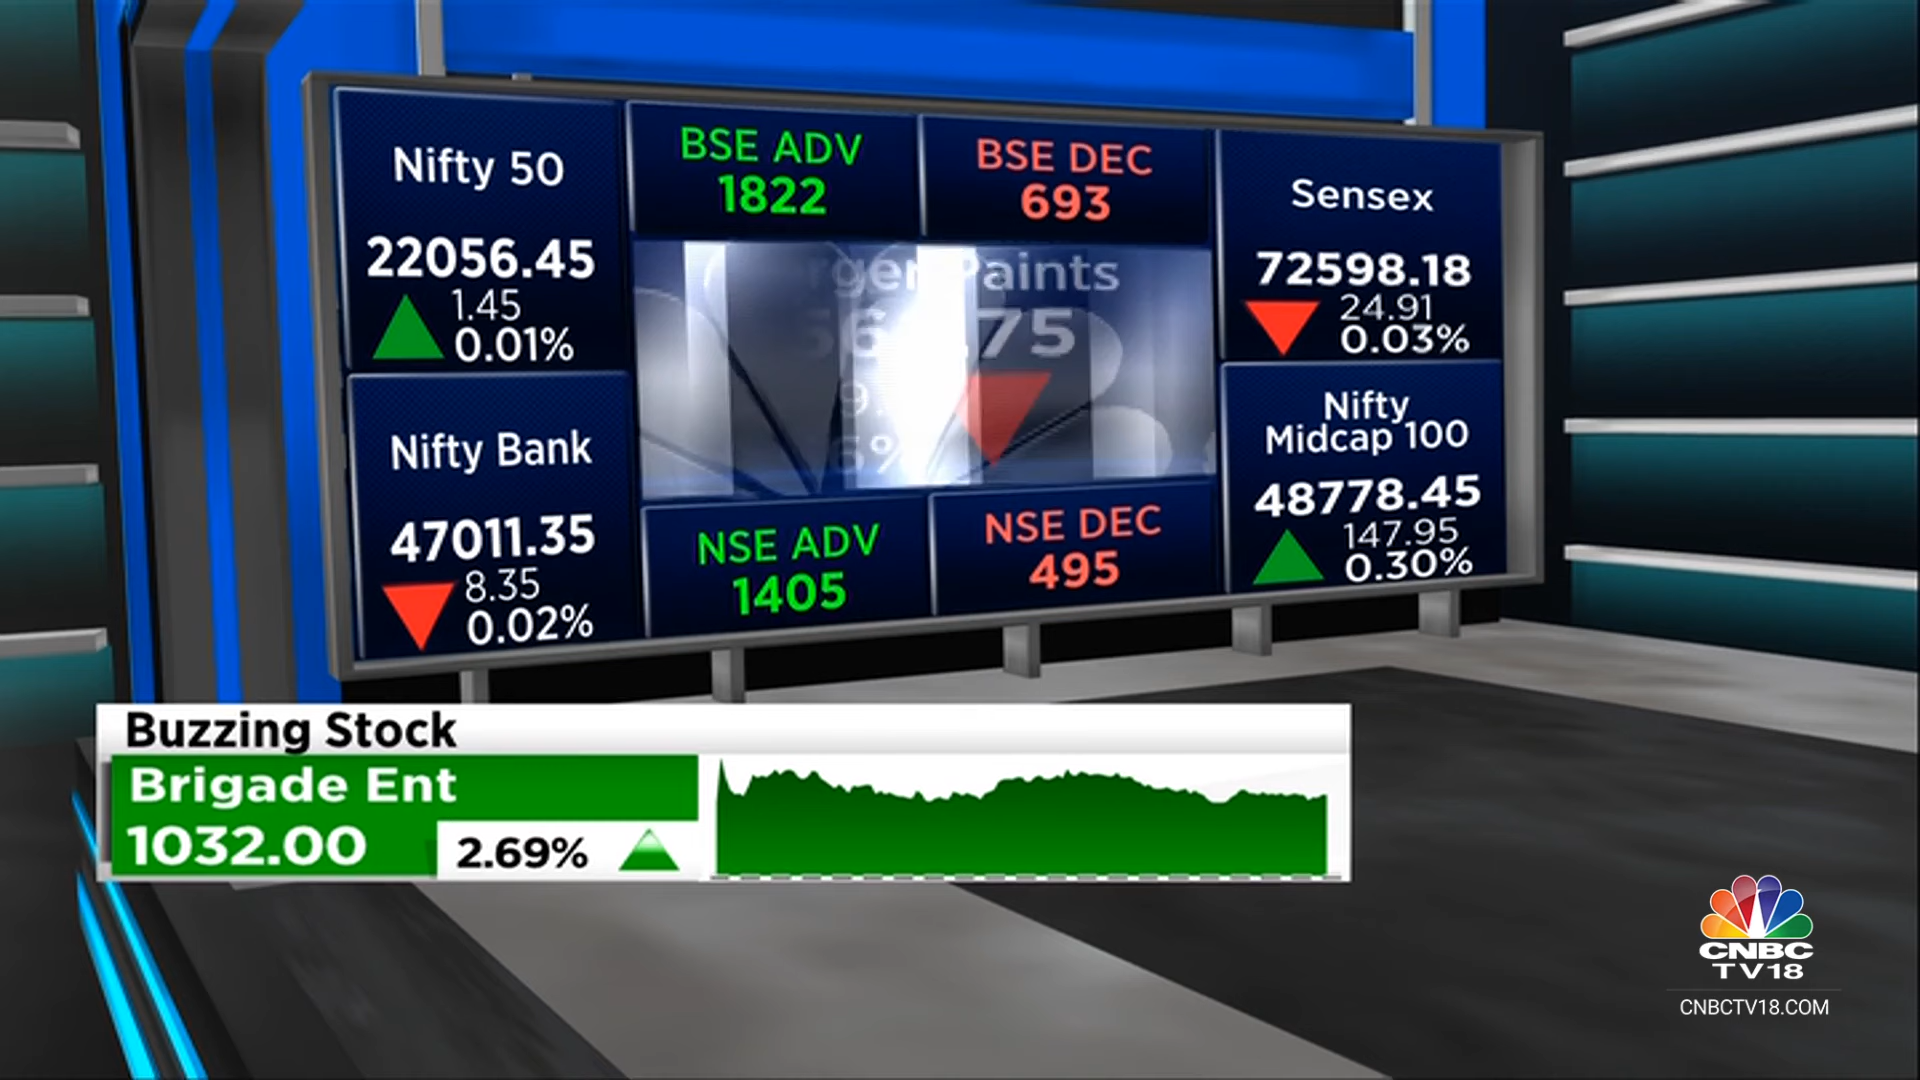 Nifty 50
22056.45
1.45
0.01%
BSE ADV
1822
BSE DEC
693
Sensex
72598.18
24.91
0.03%
Paints
Nifty Bank
47011.35
8.35
0.02%
NSE ADV
1405
NSE DEC
495
Nifty
Midcap 100
48778.45
147.95
0.30%
Buzzing Stock
Brigade Ent
1032.00
2.69%
CNBC
TV18
CNBCTV18.COM